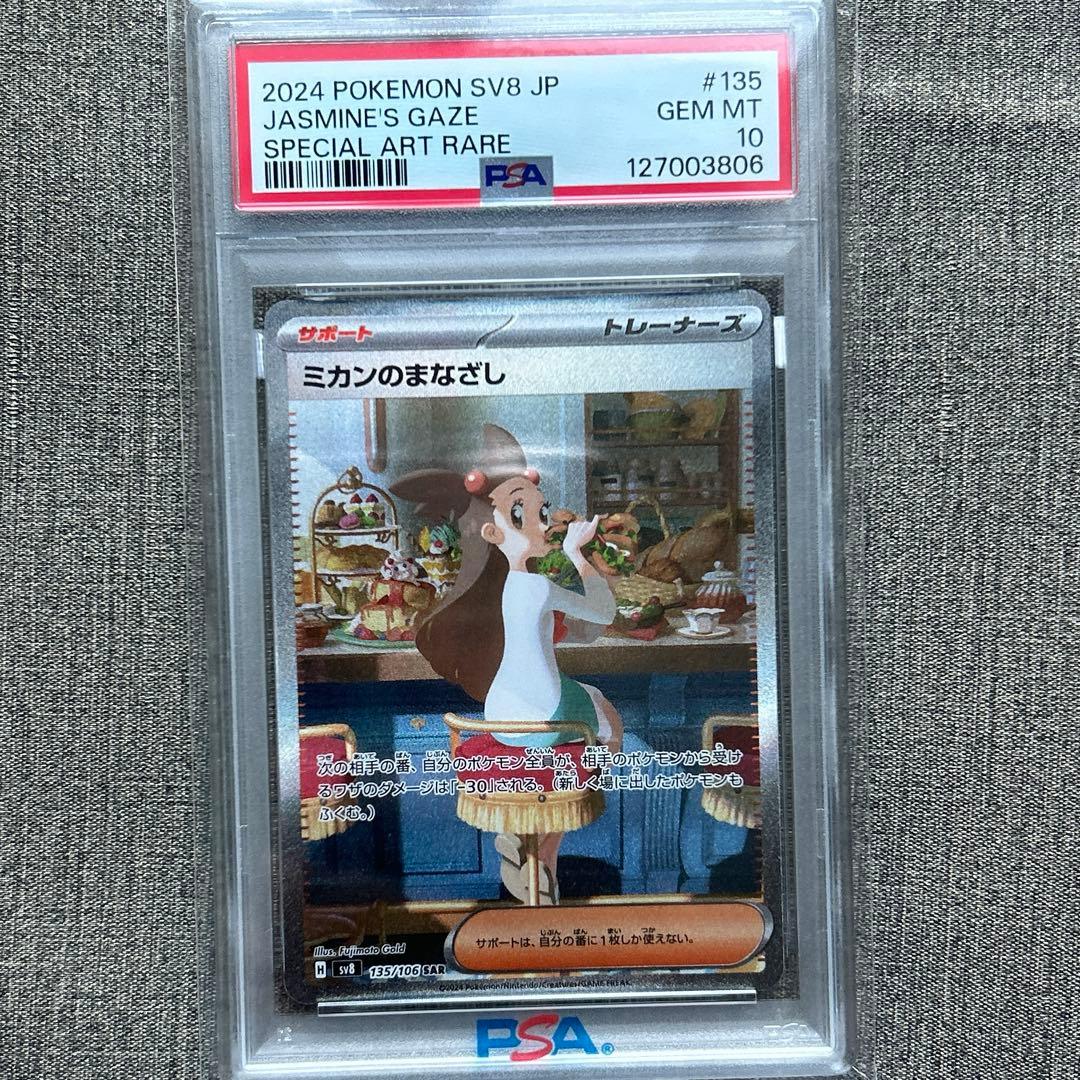 2024 POKEMON SV8 JP #135
JASMINE'S GAZE GEM MT
SPECIAL ART RARE 10
PSA 127003806
サポート トレーナーズ
ミカンのまなざし
次の相手の番、自分のポケモン全員が、相手のポケモンから受け
るワザのダメージは「-30」される。（新しく場に出したポケモンも
ふくむ。）
サポートは、自分の番に1枚しか使えない。
Illus. Fujimoto Gold
H sv8 135/106 SAR
©2024 Pokémon/Nintendo/Creatures/GAME FREAK
PSA®